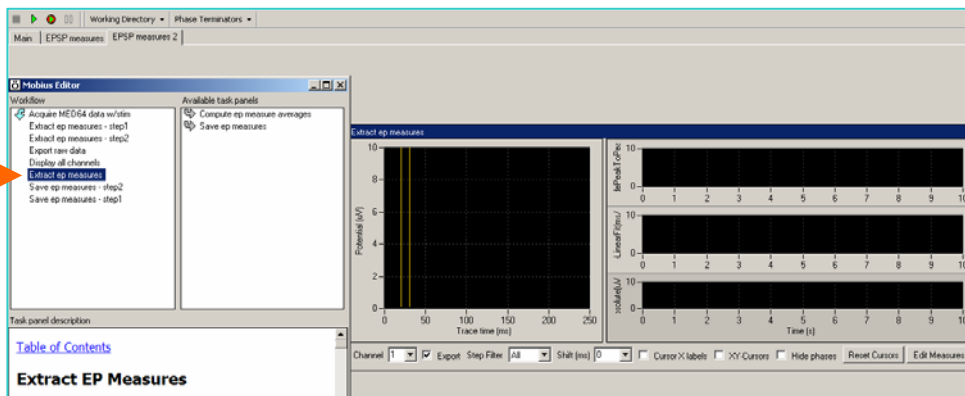 Working Directory Phase Terminators
Main EPSP measures EPSP measures 2
Mobius Editor
Workflow Available task panels
Acquire MED64 data w/stim Compute ep measure averages
Extract ep measures - step1 Save ep measures
Extract ep measures - step2
Export raw data
Display all channels
Extract ep measures
Save ep measures - step2
Save ep measures - step1
Extract ep measures
Potential (uV)
10
8
6
4
2
0
0 50 100 150 200 250
Trace time (ms)
10
0
0 1 2 3 4 5 6 7 8 9 10
10
0
0 1 2 3 4 5 6 7 8 9 10
10
0
0 1 2 3 4 5 6 7 8 9 10
Time [s]
Channel 1 Export Step Filter All Shift (ms) 0 Cursor X labels XY-Cursors Hide phases Reset Cursors Edit Measures
Task panel description
Table of Contents
Extract EP Measures